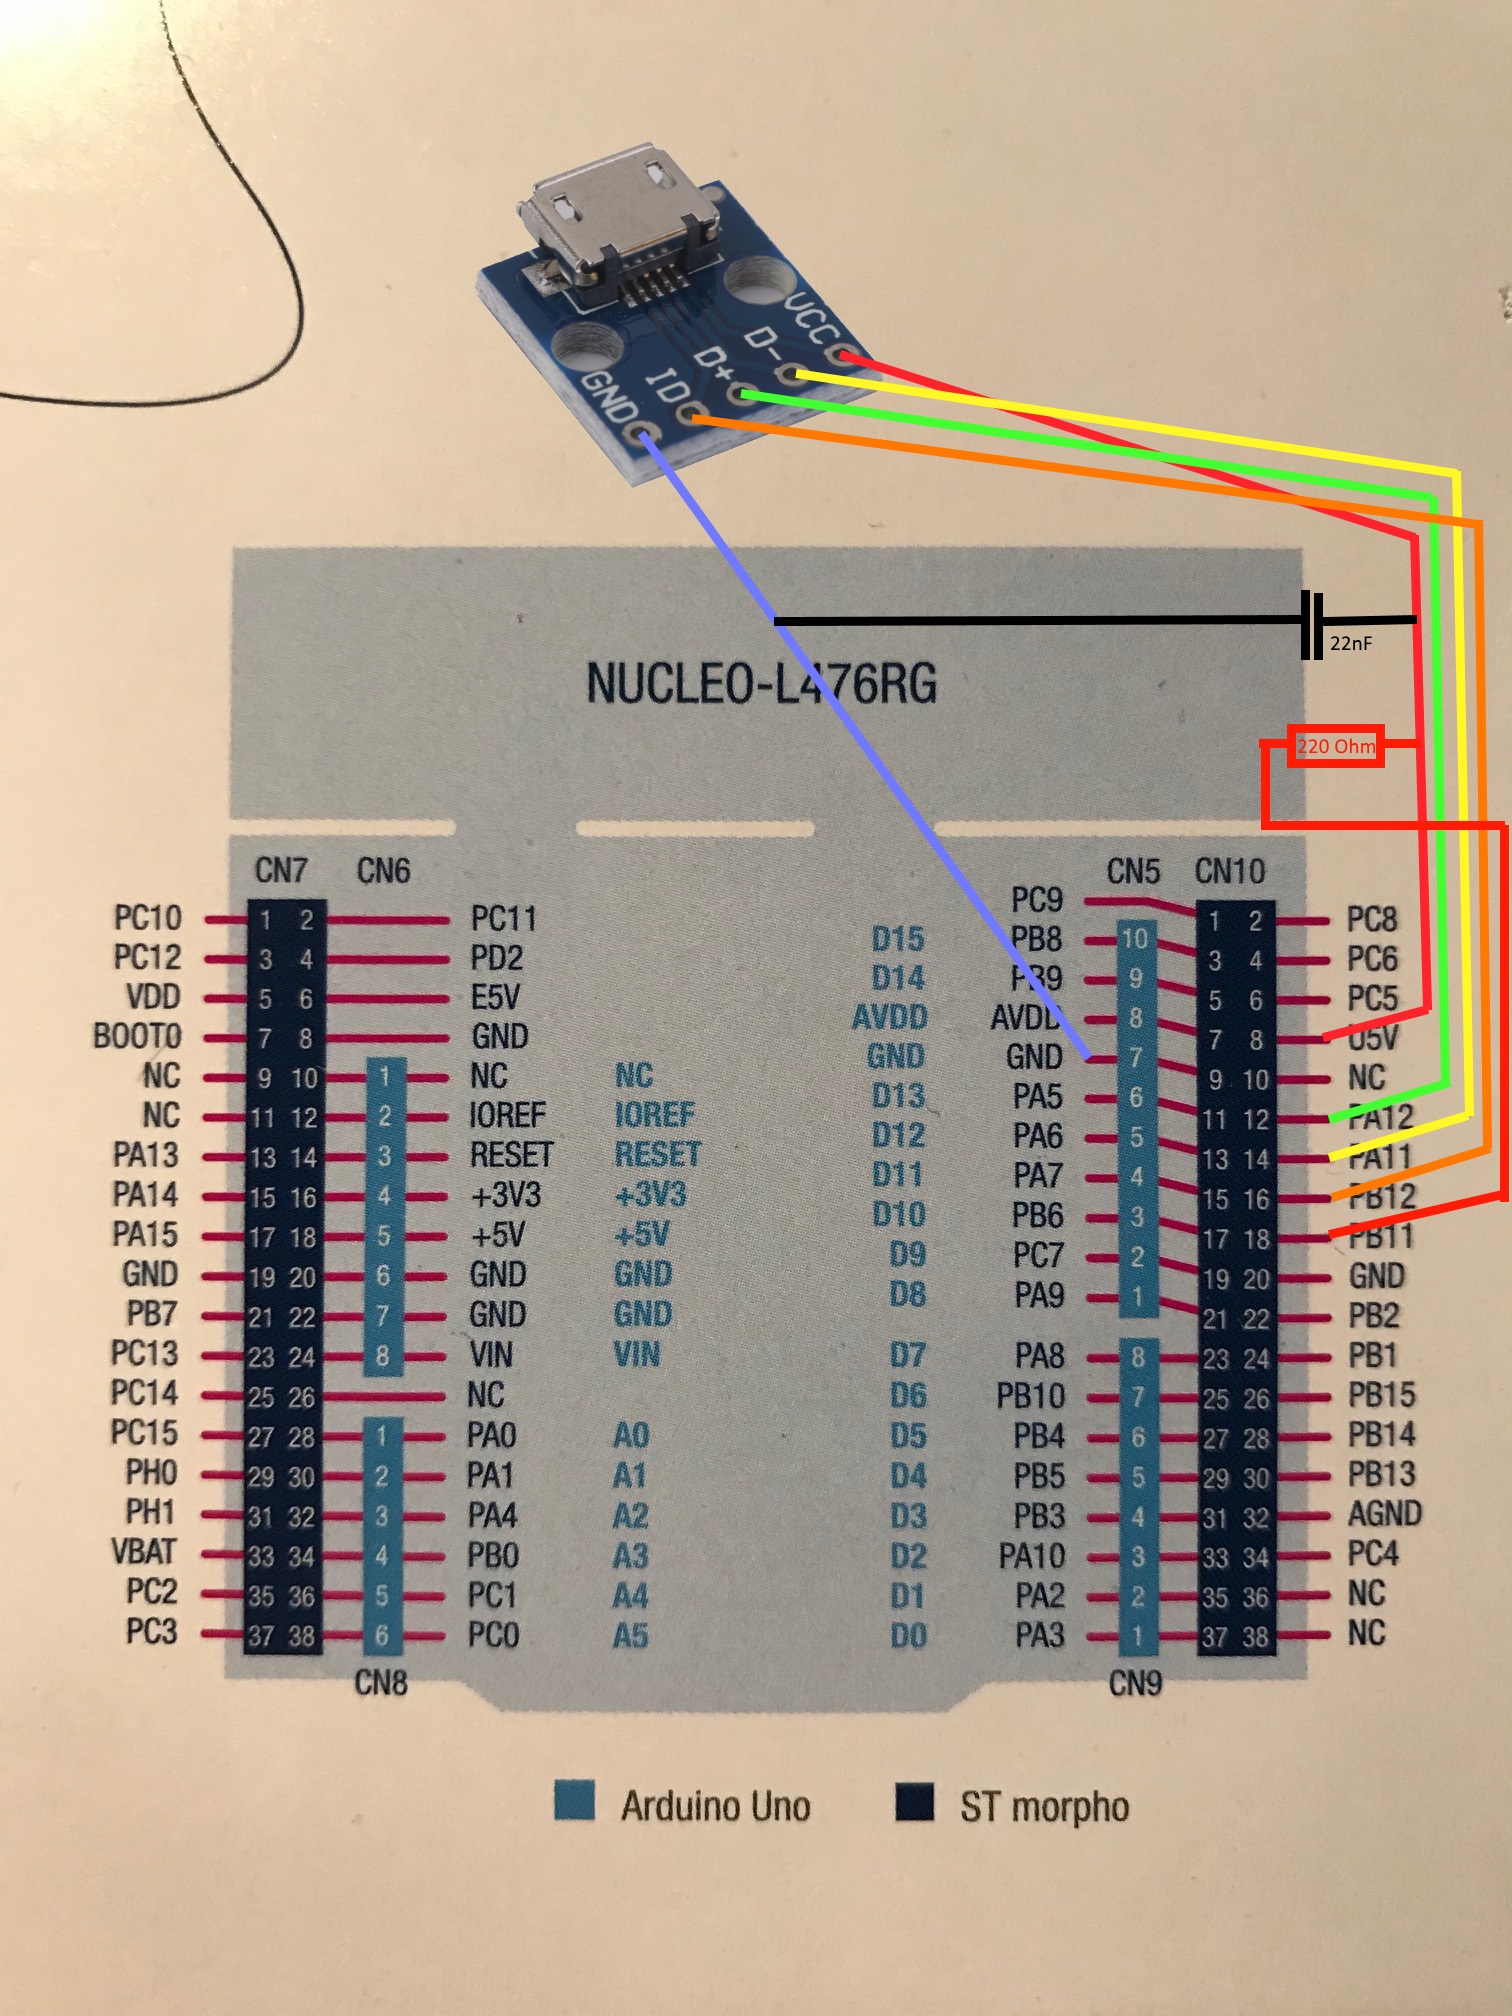 VCC
D-
D+
ID
GND
22nF
NUCLEO-L476RG
220 Ohm
CN7 CN6 CN5 CN10
PC9
PC10 1 2 PC11 1 2 PC8
D15 PB8 10
PC12 3 4 PD2 3 4 PC6
D14 PB9 9
VDD 5 6 E5V 5 6 PC5
AVDD AVDD 8
BOOT0 7 8 GND 7 8 U5V
GND GND 7
NC 9 10 1 NC NC 9 10 NC
D13 PA5 6
NC 11 12 2 IOREF IOREF 11 12 PA12
D12 PA6 5
PA13 13 14 3 RESET RESET 13 14 PA11
D11 PA7 4
PA14 15 16 4 +3V3 +3V3 15 16 PB12
D10 PB6 3
PA15 17 18 5 +5V +5V 17 18 PB11
D9 PC7 2
GND 19 20 6 GND GND 19 20 GND
D8 PA9 1
PB7 21 22 7 GND GND 21 22 PB2
PC13 23 24 8 VIN VIN D7 PA8 8 23 24 PB1
PC14 25 26 NC D6 PB10 7 25 26 PB15
PC15 27 28 1 PA0 A0 D5 PB4 6 27 28 PB14
PH0 29 30 2 PA1 A1 D4 PB5 5 29 30 PB13
PH1 31 32 3 PA4 A2 D3 PB3 4 31 32 AGND
VBAT 33 34 4 PB0 A3 D2 PA10 3 33 34 PC4
PC2 35 36 5 PC1 A4 D1 PA2 2 35 36 NC
PC3 37 38 6 PC0 A5 D0 PA3 1 37 38 NC
CN8 CN9
Arduino Uno ST morpho